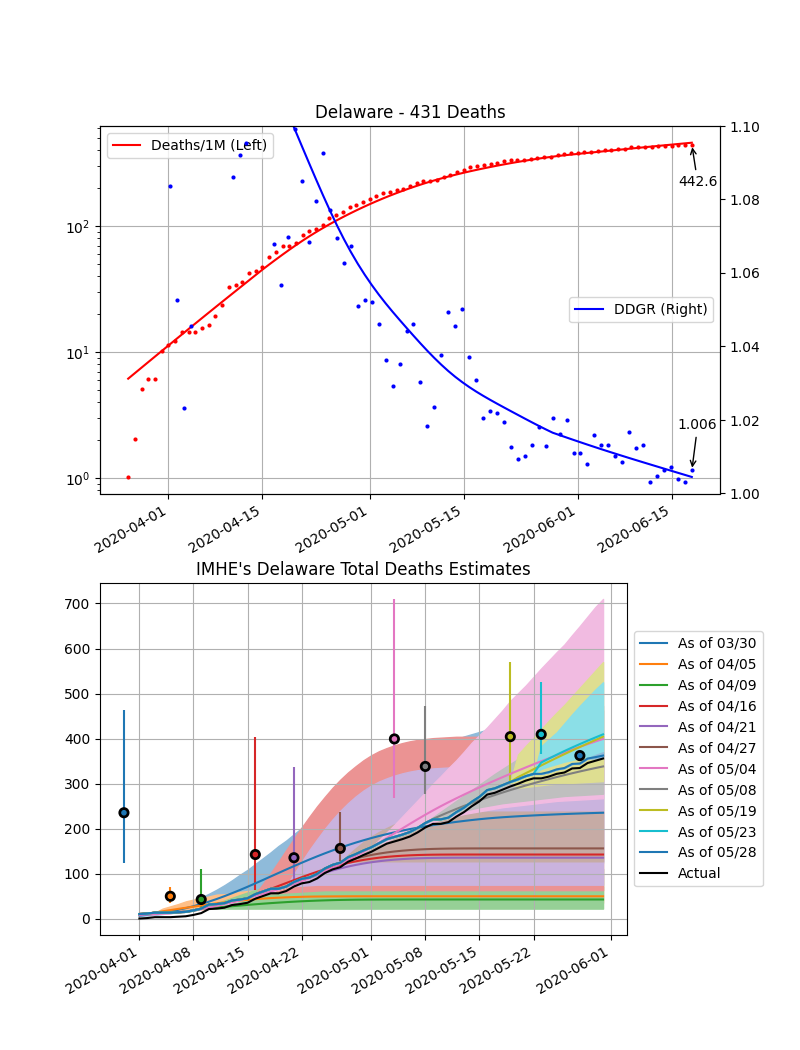 Delaware - 431 Deaths
Deaths/1M (Left)
DDGR (Right)
442.6
1.006
10²
10¹
10⁰
1.10
1.08
1.06
1.04
1.02
1.00
2020-04-01
2020-04-15
2020-05-01
2020-05-15
2020-06-01
2020-06-15
IMHE's Delaware Total Deaths Estimates
700
600
500
400
300
200
100
0
2020-04-01
2020-04-08
2020-04-15
2020-04-22
2020-05-01
2020-05-08
2020-05-15
2020-05-22
2020-06-01
As of 03/30
As of 04/05
As of 04/09
As of 04/16
As of 04/21
As of 04/27
As of 05/04
As of 05/08
As of 05/19
As of 05/23
As of 05/28
Actual